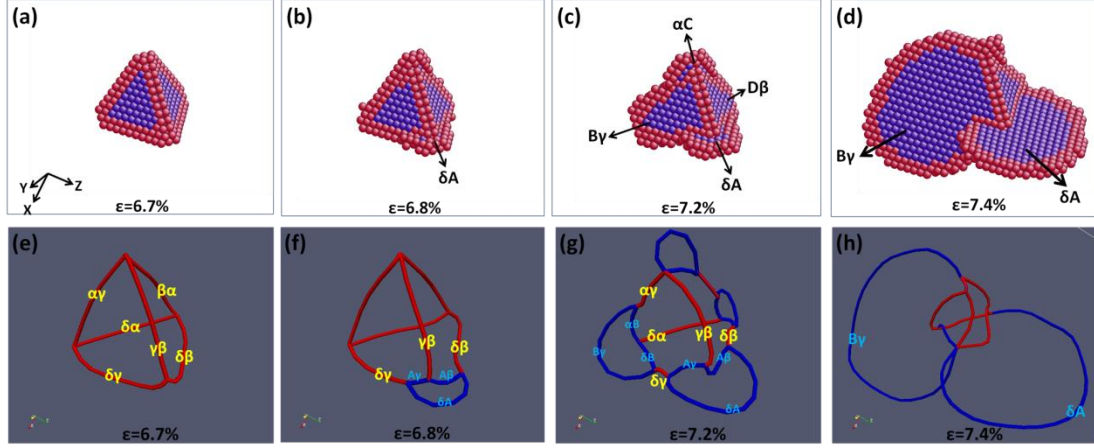 (a)
Y
Z
X
ε=6.7%
(b)
δA
ε=6.8%
(c)
αC
Dβ
Bγ
δA
ε=7.2%
(d)
Bγ
δA
ε=7.4%
(e)
αγ
βα
δα
γβ
δβ
δγ
ε=6.7%
(f)
γβ
δβ
δγ
Aγ
Aβ
δA
ε=6.8%
(g)
αγ
αB
δα
γβ
δβ
Bγ
δB
Aγ
Aβ
δγ
δA
ε=7.2%
(h)
Bγ
δA
ε=7.4%